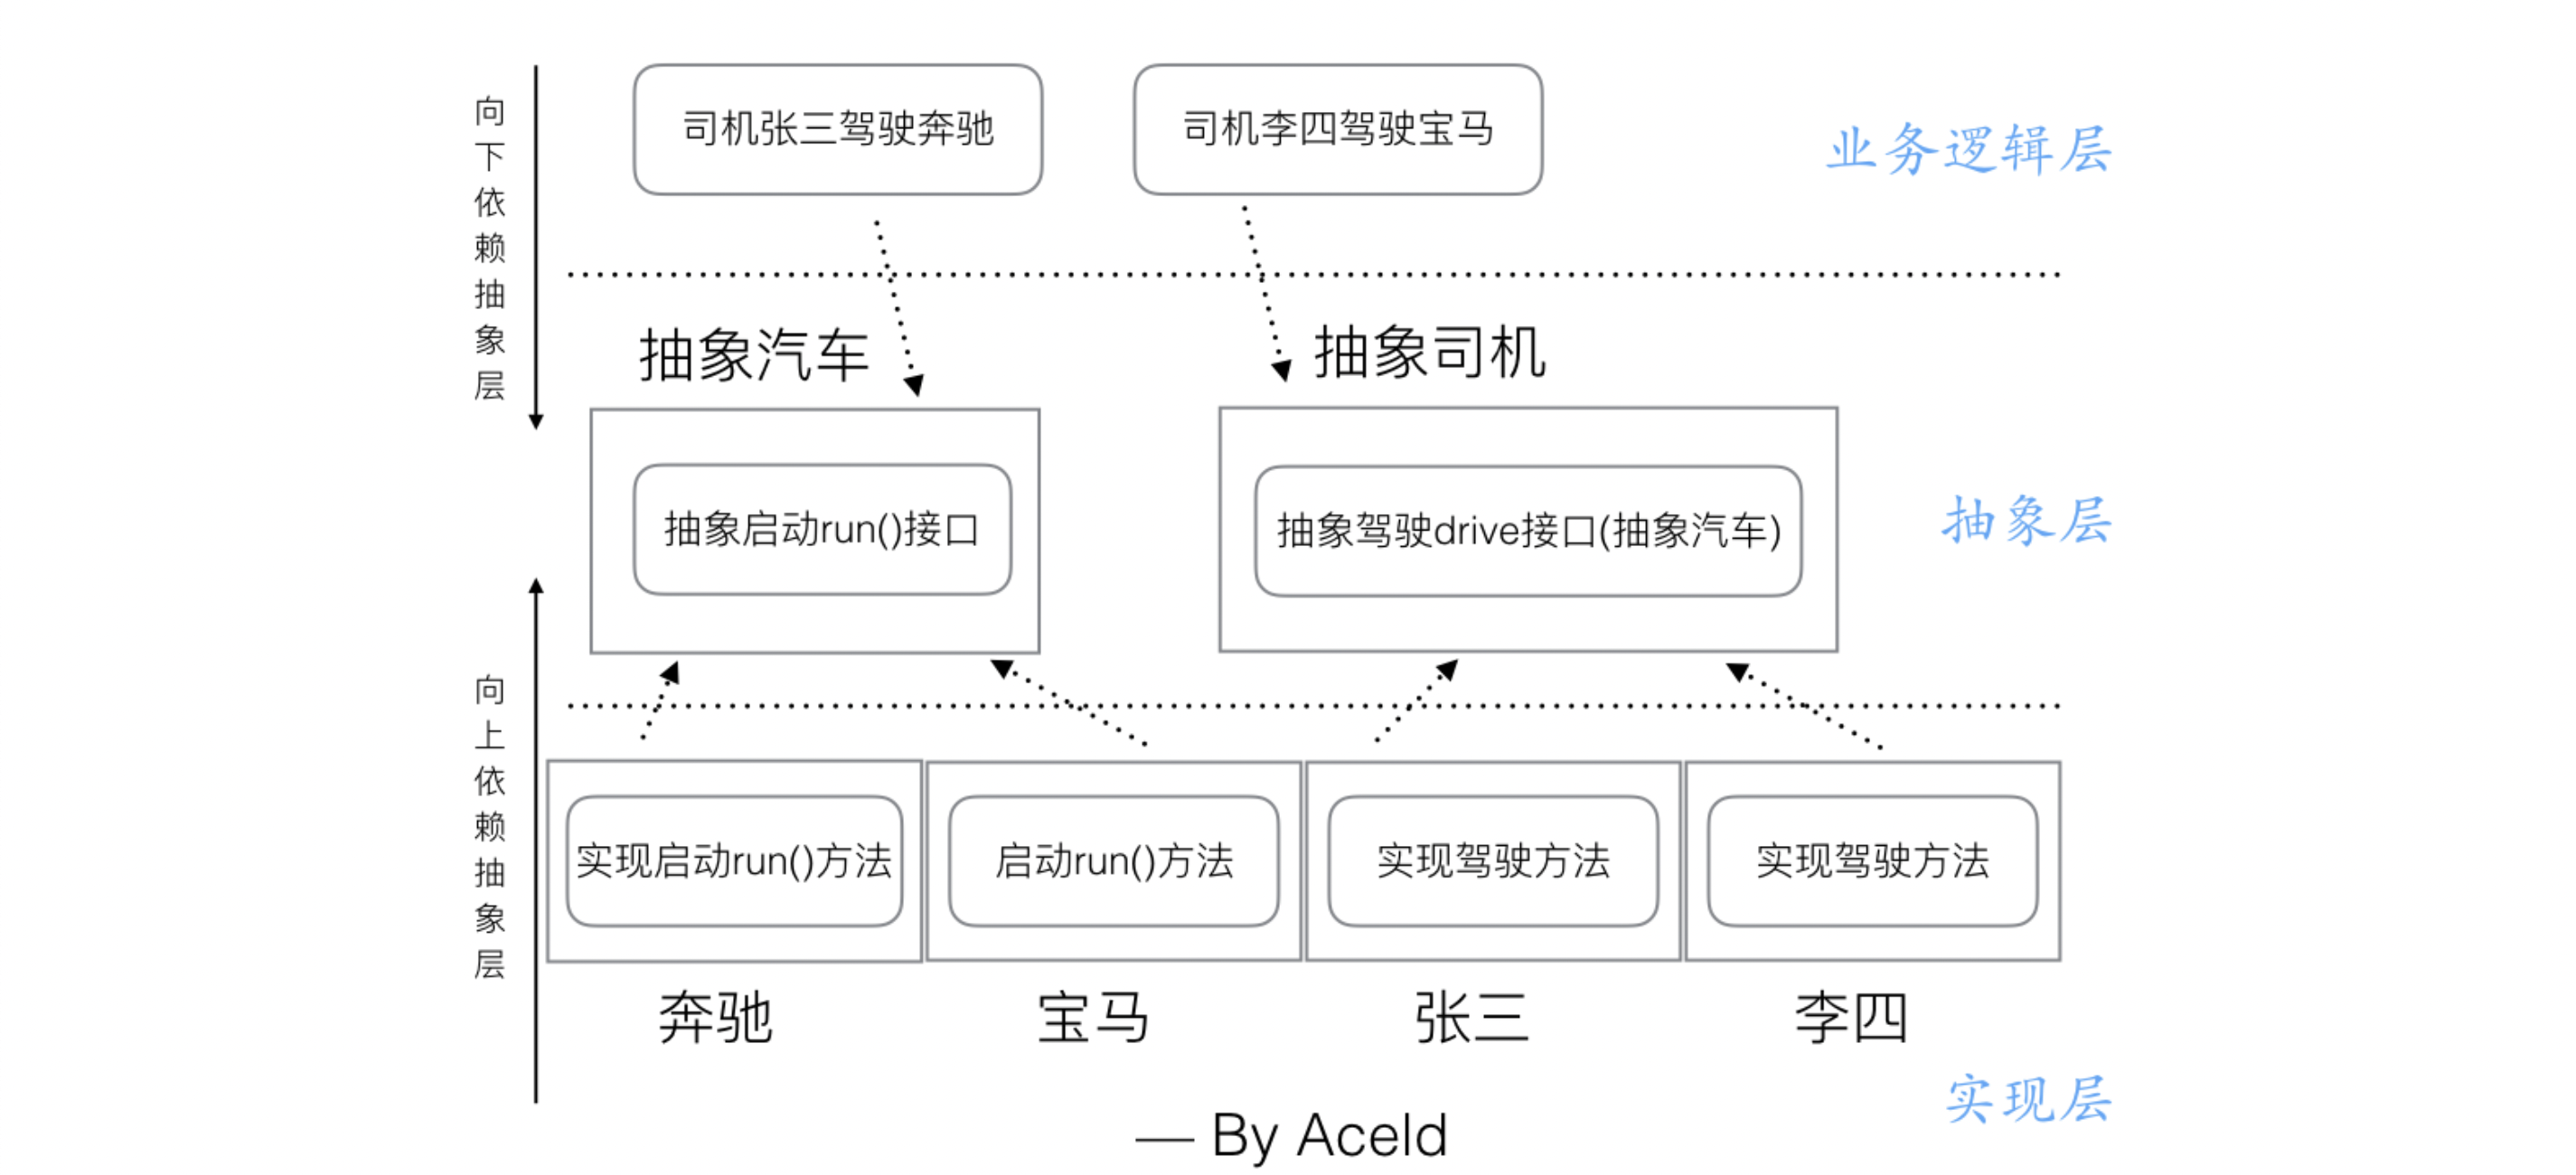 向下依赖抽象层
司机张三驾驶奔驰
司机李四驾驶宝马
业务逻辑层
抽象汽车
抽象司机
抽象启动run()接口
抽象驾驶drive接口(抽象汽车)
抽象层
向上依赖抽象层
实现启动run()方法
启动run()方法
实现驾驶方法
实现驾驶方法
奔驰
宝马
张三
李四
实现层
— By Aceld